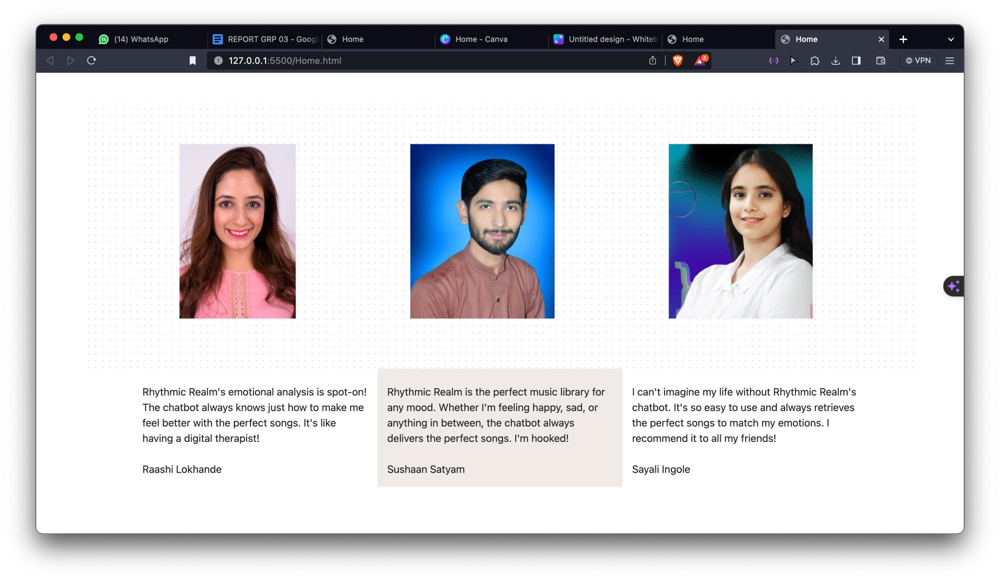 14
(14) WhatsApp
REPORT GRP 03 - Googl
Home
Home - Canva
Untitled design - Whiteb
Home
Home
127.0.0.1:5500/Home.html
4
VPN
Rhythmic Realm's emotional analysis is spot-on!
The chatbot always knows just how to make me
feel better with the perfect songs. It's like
having a digital therapist!
Raashi Lokhande
Rhythmic Realm is the perfect music library for
any mood. Whether I'm feeling happy, sad, or
anything in between, the chatbot always
delivers the perfect songs. I'm hooked!
Sushaan Satyam
I can't imagine my life without Rhythmic Realm's
chatbot. It's so easy to use and always retrieves
the perfect songs to match my emotions. I
recommend it to all my friends!
Sayali Ingole